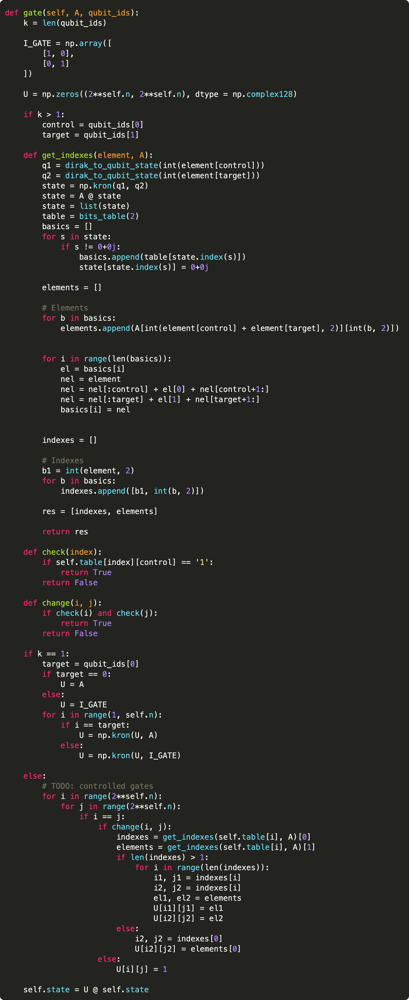 def gate(self, A, qubit_ids):
    k = len(qubit_ids)

    I_GATE = np.array([
        [1, 0],
        [0, 1]
    ])

    U = np.zeros((2**self.n, 2**self.n), dtype = np.complex128)

    if k > 1:
        control = qubit_ids[0]
        target = qubit_ids[1]

    def get_indexes(element, A):
        q1 = dirak_to_qubit_state(int(element[control]))
        q2 = dirak_to_qubit_state(int(element[target]))
        state = np.kron(q1, q2)
        state = A @ state
        state = list(state)
        table = bits_table(2)
        basics = []
        for s in state:
            if s != 0+0j:
                basics.append(table[state.index(s)])
                state[state.index(s)] = 0+0j

        elements = []

        # Elements
        for b in basics:
            elements.append(A[int(element[control] + element[target], 2)][int(b, 2)])


        for i in range(len(basics)):
            el = basics[i]
            nel = element
            nel = nel[:control] + el[0] + nel[control+1:]
            nel = nel[:target] + el[1] + nel[target+1:]
            basics[i] = nel


        indexes = []

        # Indexes
        b1 = int(element, 2)
        for b in basics:
            indexes.append([b1, int(b, 2)])

        res = [indexes, elements]

        return res

    def check(index):
        if self.table[index][control] == '1':
            return True
        return False

    def change(i, j):
        if check(i) and check(j):
            return True
        return False

    if k == 1:
        target = qubit_ids[0]
        if target == 0:
            U = A
        else:
            U = I_GATE
        for i in range(1, self.n):
            if i == target:
                U = np.kron(U, A)
            else:
                U = np.kron(U, I_GATE)

    else:
        # TODO: controlled gates
        for i in range(2**self.n):
            for j in range(2**self.n):
                if i == j:
                    if change(i, j):
                        indexes = get_indexes(self.table[i], A)[0]
                        elements = get_indexes(self.table[i], A)[1]
                        if len(indexes) > 1:
                            for i in range(len(indexes)):
                                i1, j1 = indexes[i]
                                i2, j2 = indexes[i]
                                el1, el2 = elements
                                U[i1][j1] = el1
                                U[i2][j2] = el2
                        else:
                            i2, j2 = indexes[0]
                            U[i2][j2] = elements[0]
                    else:
                        U[i][j] = 1

    self.state = U @ self.state